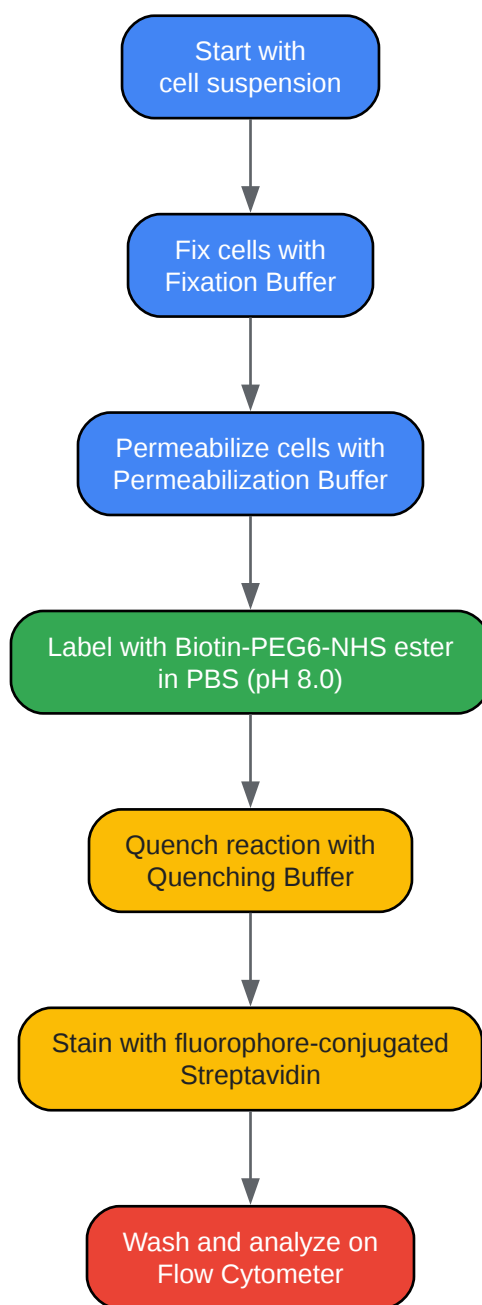 Start with
cell suspension
Fix cells with
Fixation Buffer
Permeabilize cells with
Permeabilization Buffer
Label with Biotin-PEG6-NHS ester
in PBS (pH 8.0)
Quench reaction with
Quenching Buffer
Stain with fluorophore-conjugated
Streptavidin
Wash and analyze on
Flow Cytometer